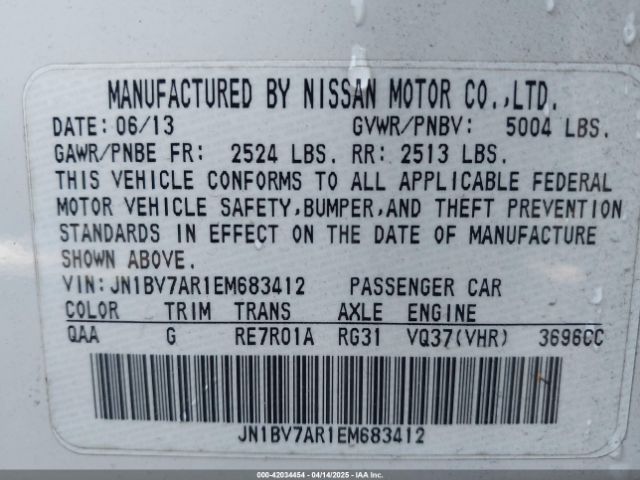 MANUFACTURED BY NISSAN MOTOR CO.,LTD.
DATE: 06/13 GVWR/PNBV: 5004 LBS.
GAWR/PNBE FR: 2524 LBS. RR: 2513 LBS.
THIS VEHICLE CONFORMS TO ALL APPLICABLE FEDERAL
MOTOR VEHICLE SAFETY,BUMPER,AND THEFT PREVENTION
STANDARDS IN EFFECT ON THE DATE OF MANUFACTURE
SHOWN ABOVE.
VIN: JN1BV7AR1EM683412 PASSENGER CAR
COLOR TRIM TRANS AXLE ENGINE
QAA G RE7R01A RG31 VQ37(VHR) 3696CC
JN1BV7AR1EM683412
000-42034454 - 04/14/2025 - IAA, Inc.